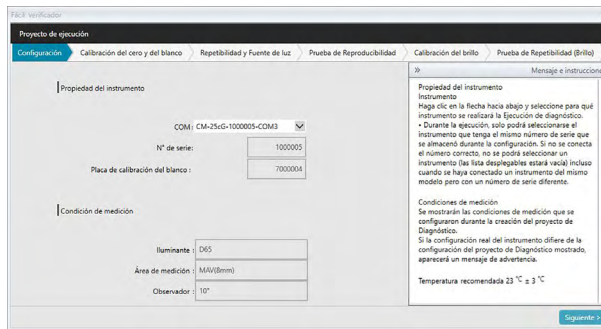 Fácil verificador
Proyecto de ejecución
Configuración
Calibración del cero y del blanco
Repetibilidad y Fuente de luz
Prueba de Reproducibilidad
Calibración del brillo
Prueba de Repetibilidad (Brillo)
Propiedad del instrumento
COM: CM-25cG-1000005-COM3
N° de serie: 1000005
Placa de calibración del blanco : 7000004
Condición de medición
Iluminante : D65
Área de medición : MAV(8mm)
Observador : 10°
» Mensaje e instruccione
Propiedad del instrumento
Instrumento
Haga clic en la flecha hacia abajo y seleccione para qué
instrumento se realizará la Ejecución de diagnóstico.
• Durante la ejecución, solo podrá seleccionarse el
instrumento que tenga el mismo número de serie que
se almacenó durante la configuración. Si no se conecta
el número correcto, no se podrá seleccionar un
instrumento (las lista desplegables estará vacía) incluso
cuando se haya conectado un instrumento del mismo
modelo pero con un número de serie diferente.
Condiciones de medición
Se mostrarán las condiciones de medición que se
configuraron durante la creación del proyecto de
Diagnóstico.
Si la configuración real del instrumento difiere de la
configuración del proyecto de Diagnóstico mostrado,
aparecerá un mensaje de advertencia.
Temperatura recomendada 23 °C ± 3 °C
Siguiente >